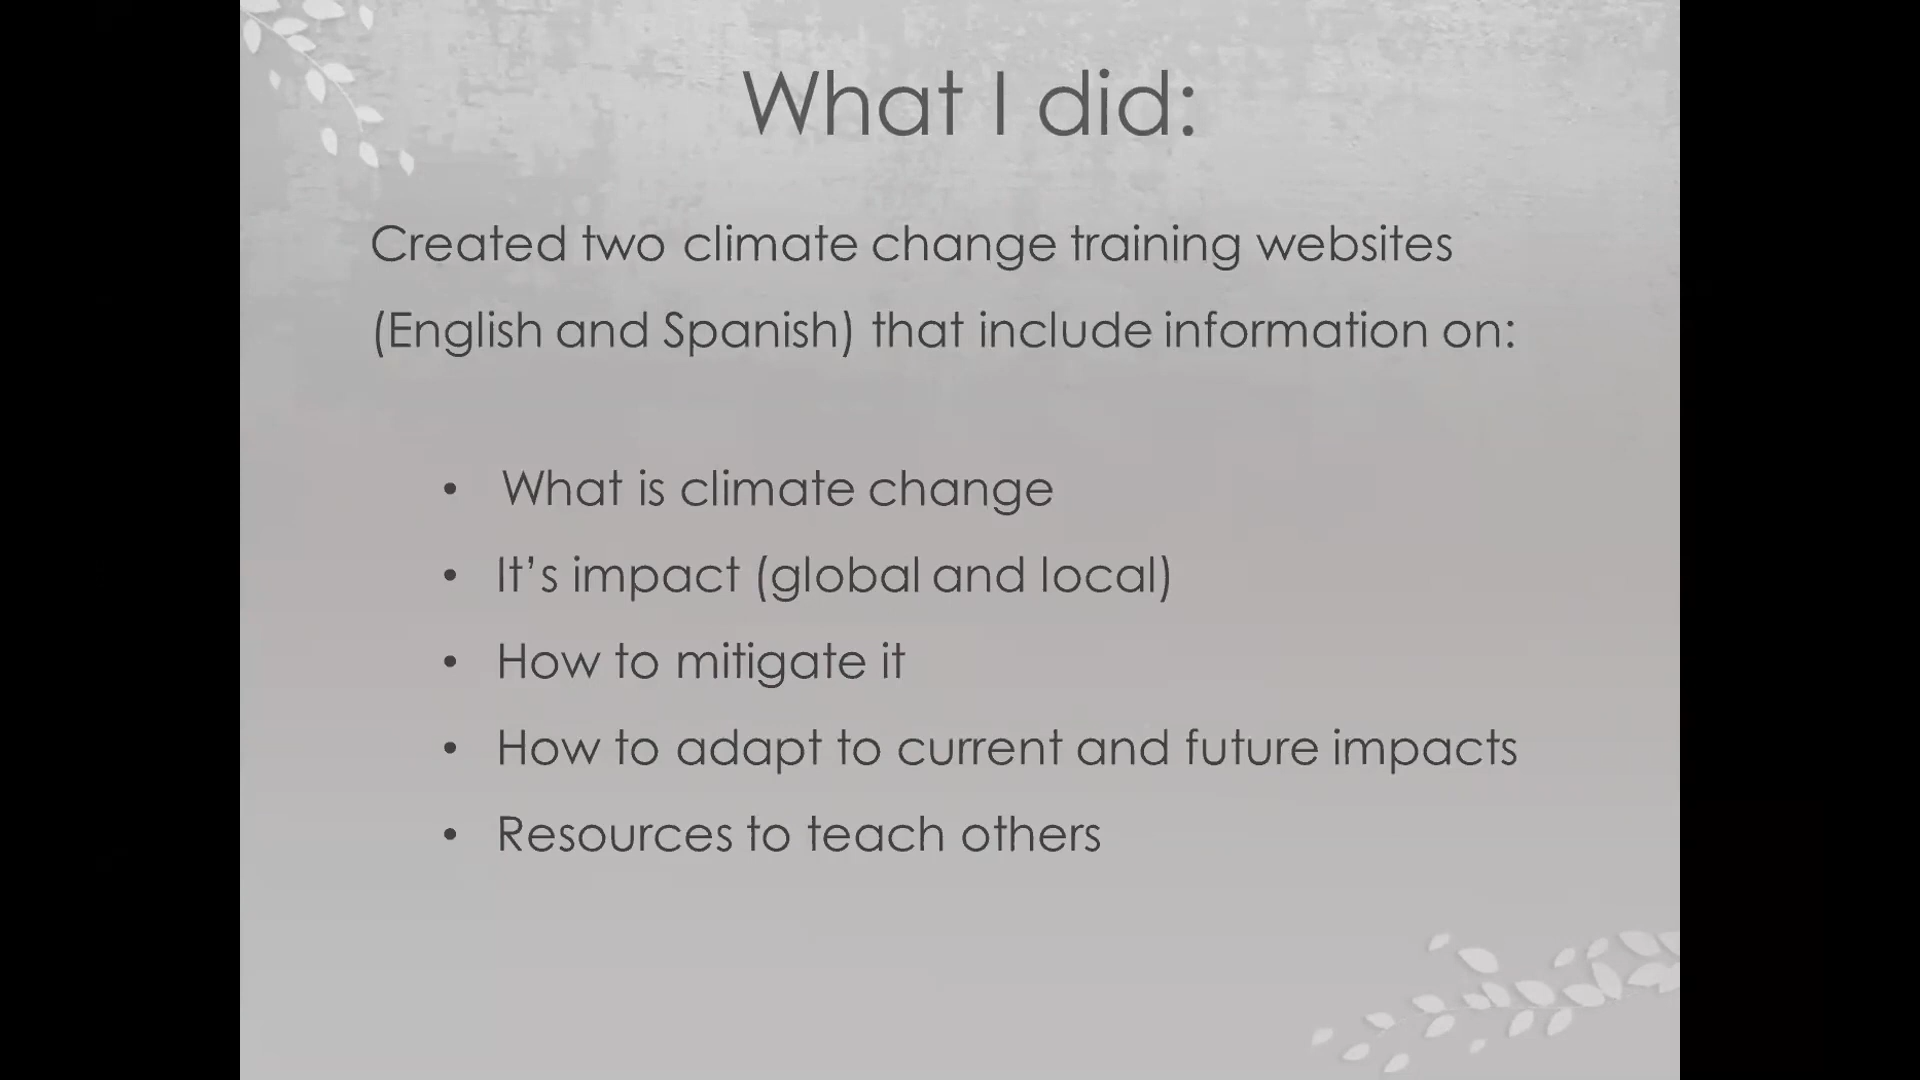 What I did:
Created two climate change training websites
(English and Spanish) that include information on:
• What is climate change
• It’s impact (global and local)
• How to mitigate it
• How to adapt to current and future impacts
• Resources to teach others